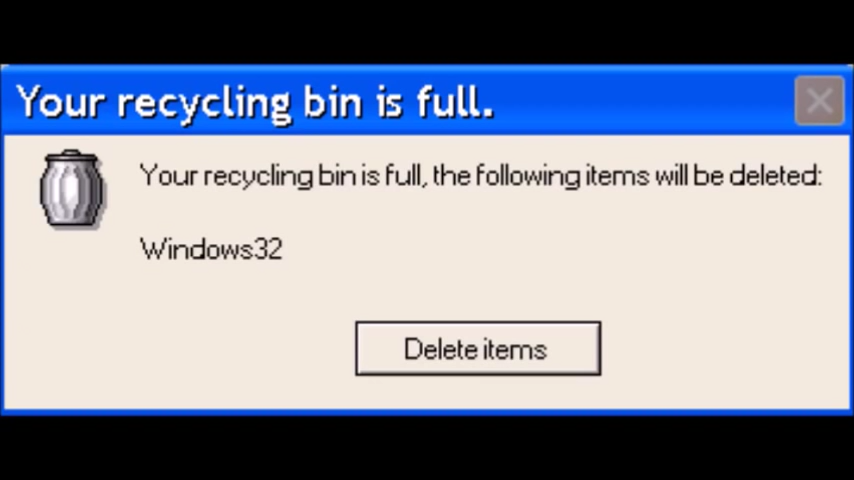 Your recycling bin is full.
Your recycling bin is full, the following items will be deleted:
Windows32
Delete items